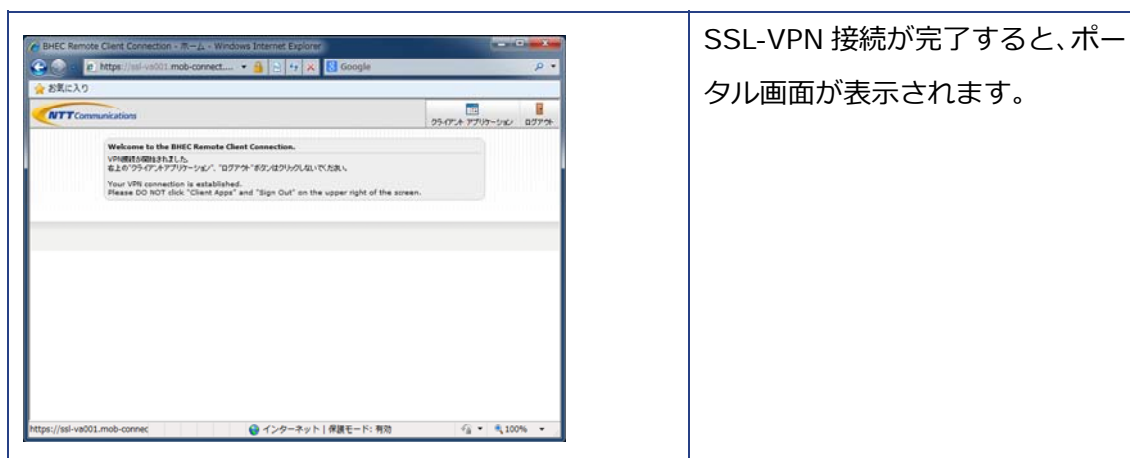 BHEC Remote Client Connection - ホーム - Windows Internet Explorer
https://ssl-va001.mob-connect....
Google
お気に入り
NTT Communications
クライアント アプリケーション
ログアウト
Welcome to the BHEC Remote Client Connection.
VPN接続が開始されました。
右上の"クライアントアプリケーション"、"ログアウト"ボタンはクリックしないでください。
Your VPN connection is established.
Please DO NOT click "Client Apps" and "Sign Out" on the upper right of the screen.
https://ssl-va001.mob-connec
インターネット | 保護モード: 有効
100%
SSL-VPN 接続が完了すると、ポー
タル画面が表示されます。